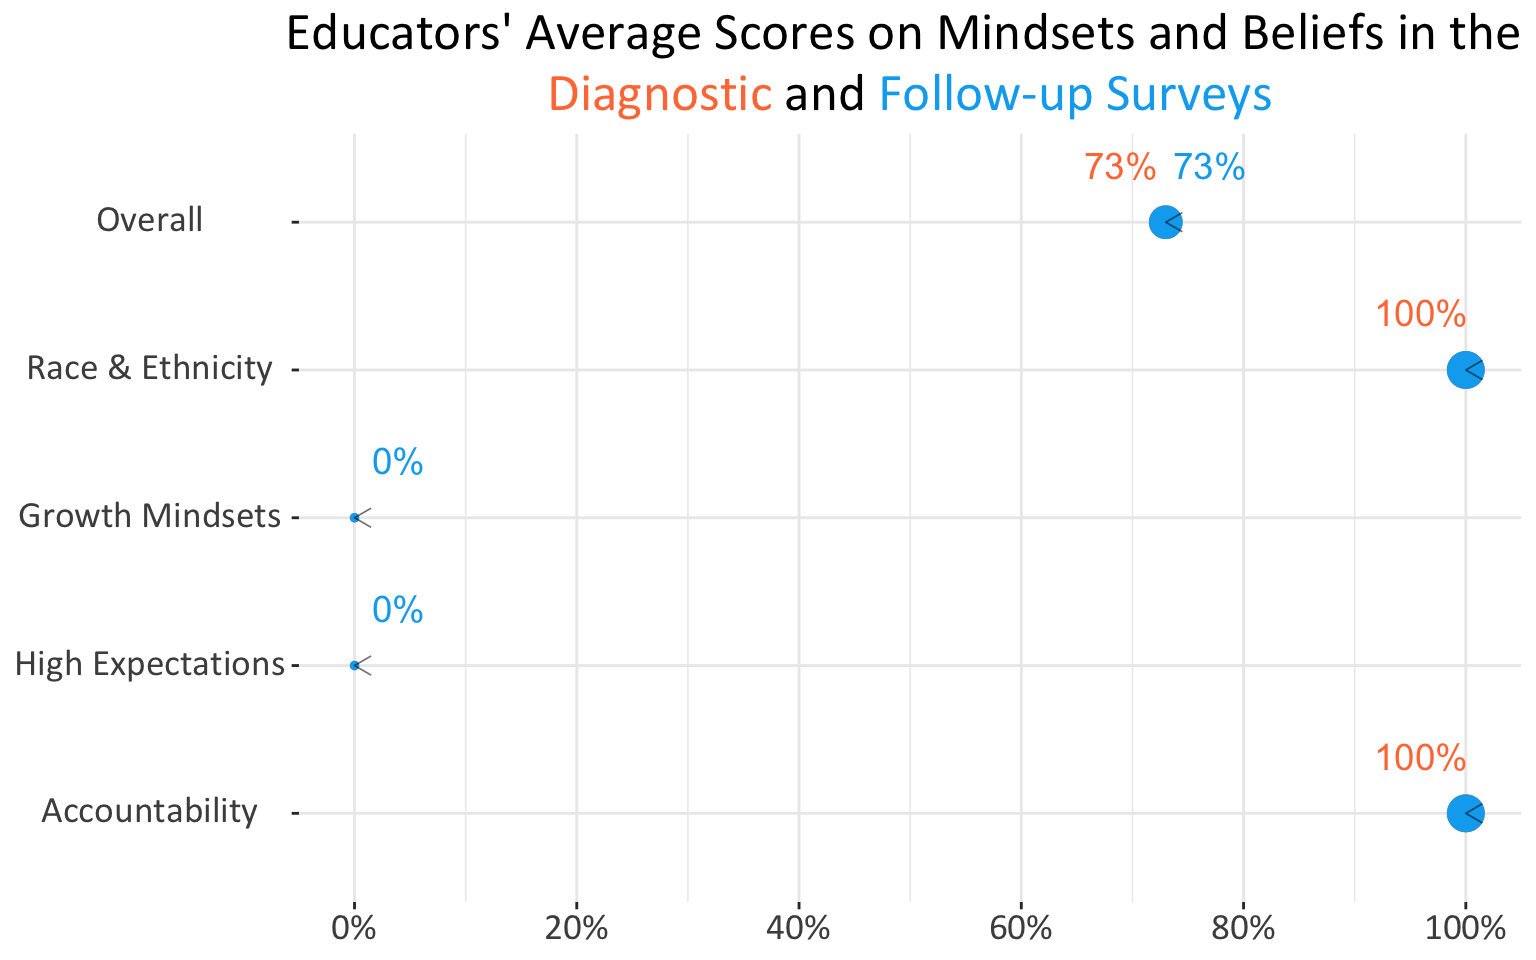 Educators' Average Scores on Mindsets and Beliefs in the
Diagnostic and Follow-up Surveys
73% 73%
Overall
100%
Race & Ethnicity
0%
Growth Mindsets
0%
High Expectations
100%
Accountability
0% 20% 40% 60% 80% 100%